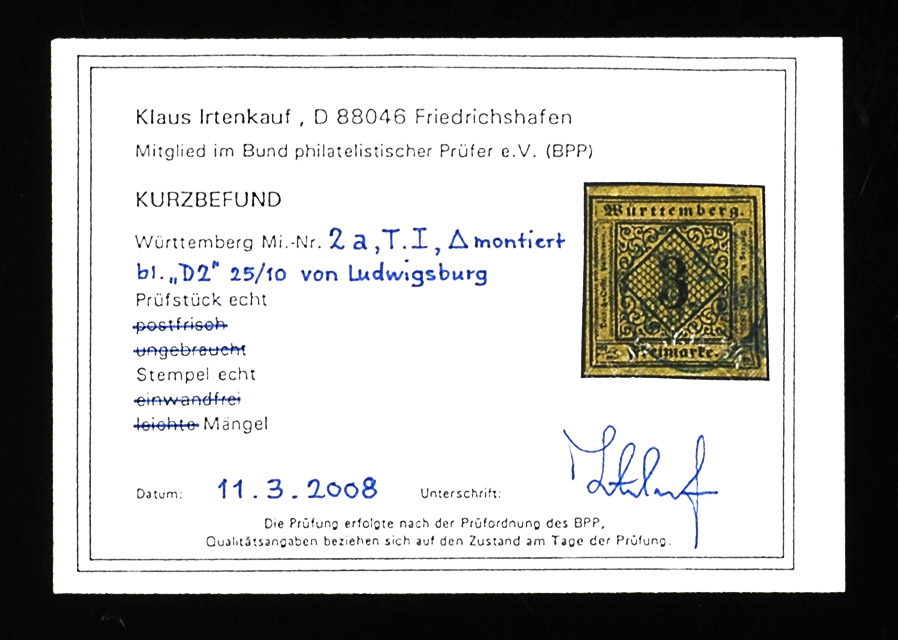 Klaus Irtenkauf , D 88046 Friedrichshafen
Mitglied im Bund philatelistischer Prüfer e.V. (BPP)
KURZBEFUND
Württemberg Mi.-Nr. 2a, T.I, Δ montiert
bl. „D2" 25/10 von Ludwigsburg
Prüfstück echt
postfrisch
ungebraucht
Stempel echt
einwandfrei
leichte Mängel
Württemberg.
3
Freimarke.
Datum: 11.3.2008 Unterschrift:
Die Prüfung erfolgte nach der Prüfordnung des BPP,
Qualitätsangaben beziehen sich auf den Zustand am Tage der Prüfung.